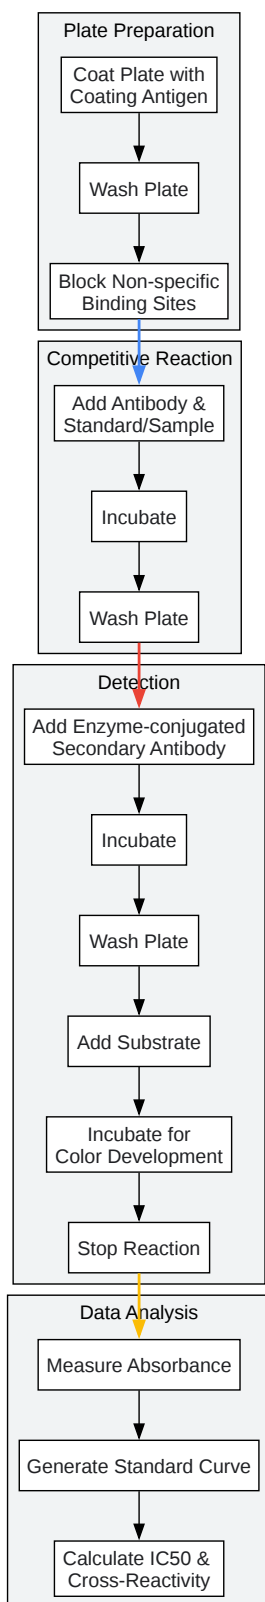 Plate Preparation
Coat Plate with
Coating Antigen
Wash Plate
Block Non-specific
Binding Sites
Competitive Reaction
Add Antibody &
Standard/Sample
Incubate
Wash Plate
Detection
Add Enzyme-conjugated
Secondary Antibody
Incubate
Wash Plate
Add Substrate
Incubate for
Color Development
Stop Reaction
Data Analysis
Measure Absorbance
Generate Standard Curve
Calculate IC50 &
Cross-Reactivity